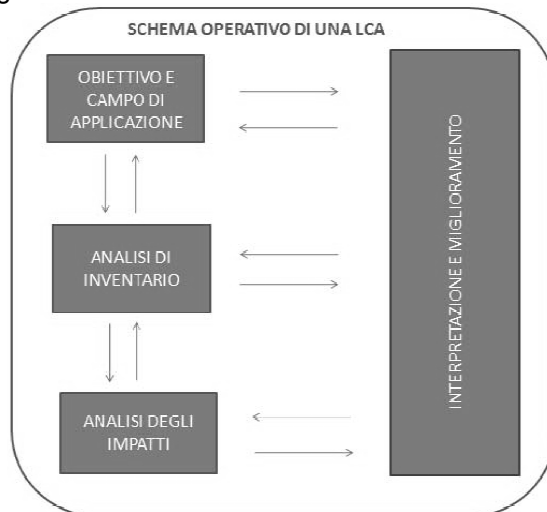 SCHEMA OPERATIVO DI UNA LCA
OBIETTIVO E
CAMPO DI
APPLICAZIONE
ANALISI DI
INVENTARIO
ANALISI DEGLI
IMPATTI
INTERPRETAZIONE E MIGLIORAMENTO